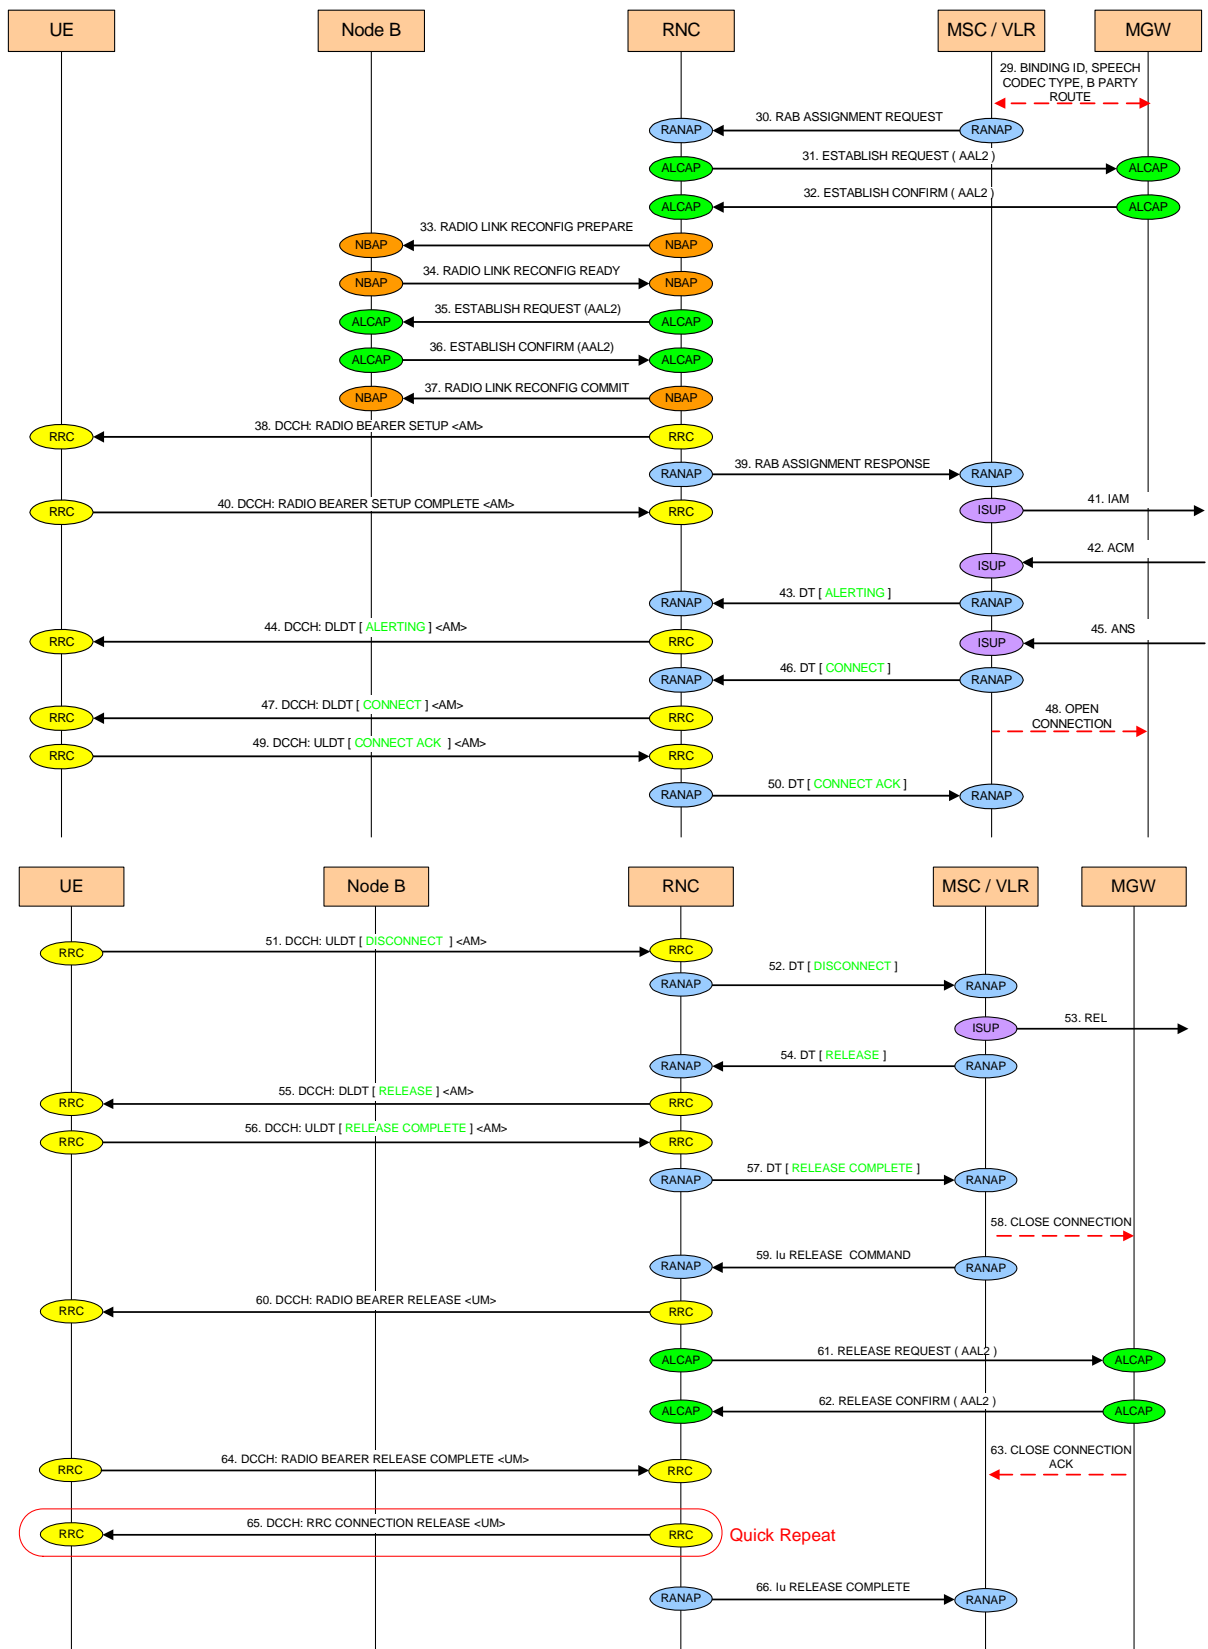 UE
Node B
RNC
MSC / VLR
MGW
29. BINDING ID, SPEECH
CODEC TYPE, B PARTY
ROUTE
30. RAB ASSIGNMENT REQUEST
RANAP
RANAP
31. ESTABLISH REQUEST ( AAL2 )
ALCAP
ALCAP
32. ESTABLISH CONFIRM ( AAL2 )
ALCAP
ALCAP
33. RADIO LINK RECONFIG PREPARE
NBAP
NBAP
34. RADIO LINK RECONFIG READY
NBAP
NBAP
35. ESTABLISH REQUEST (AAL2)
ALCAP
ALCAP
36. ESTABLISH CONFIRM (AAL2)
ALCAP
ALCAP
37. RADIO LINK RECONFIG COMMIT
NBAP
NBAP
38. DCCH: RADIO BEARER SETUP <AM>
RRC
RRC
39. RAB ASSIGNMENT RESPONSE
RANAP
RANAP
40. DCCH: RADIO BEARER SETUP COMPLETE <AM>
RRC
RRC
41. IAM
ISUP
42. ACM
ISUP
43. DT [ ALERTING ]
RANAP
RANAP
44. DCCH: DLDT [ ALERTING ] <AM>
RRC
RRC
45. ANS
ISUP
46. DT [ CONNECT ]
RANAP
RANAP
47. DCCH: DLDT [ CONNECT ] <AM>
RRC
RRC
48. OPEN
CONNECTION
49. DCCH: ULDT [ CONNECT ACK ] <AM>
RRC
RRC
50. DT [ CONNECT ACK ]
RANAP
RANAP
UE
Node B
RNC
MSC / VLR
MGW
51. DCCH: ULDT [ DISCONNECT ] <AM>
RRC
RRC
52. DT [ DISCONNECT ]
RANAP
RANAP
53. REL
ISUP
54. DT [ RELEASE ]
RANAP
RANAP
55. DCCH: DLDT [ RELEASE ] <AM>
RRC
RRC
56. DCCH: ULDT [ RELEASE COMPLETE ] <AM>
RRC
RRC
57. DT [ RELEASE COMPLETE ]
RANAP
RANAP
58. CLOSE CONNECTION
59. Iu RELEASE COMMAND
RANAP
RANAP
60. DCCH: RADIO BEARER RELEASE <UM>
RRC
RRC
61. RELEASE REQUEST ( AAL2 )
ALCAP
ALCAP
62. RELEASE CONFIRM ( AAL2 )
ALCAP
ALCAP
63. CLOSE CONNECTION
ACK
64. DCCH: RADIO BEARER RELEASE COMPLETE <UM>
RRC
RRC
65. DCCH: RRC CONNECTION RELEASE <UM>
RRC
RRC
Quick Repeat
66. Iu RELEASE COMPLETE
RANAP
RANAP